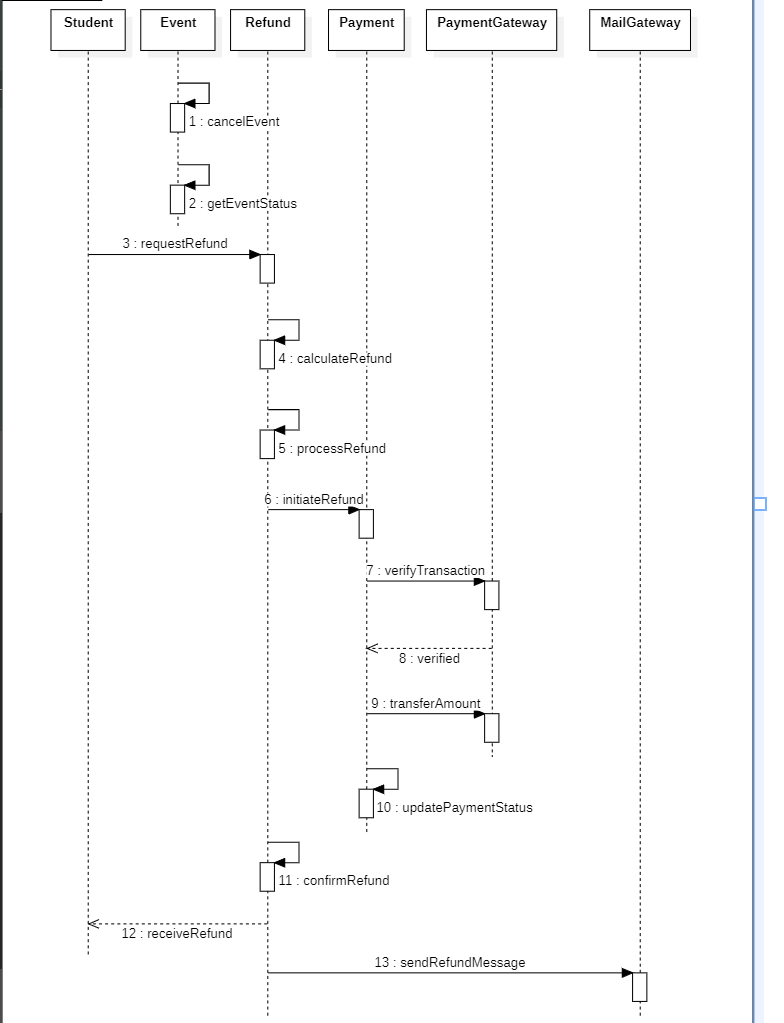 Student Event Refund Payment PaymentGateway MailGateway
1 : cancelEvent
2 : getEventStatus
3 : requestRefund
4 : calculateRefund
5 : processRefund
6 : initiateRefund
7 : verifyTransaction
8 : verified
9 : transferAmount
10 : updatePaymentStatus
11 : confirmRefund
12 : receiveRefund
13 : sendRefundMessage